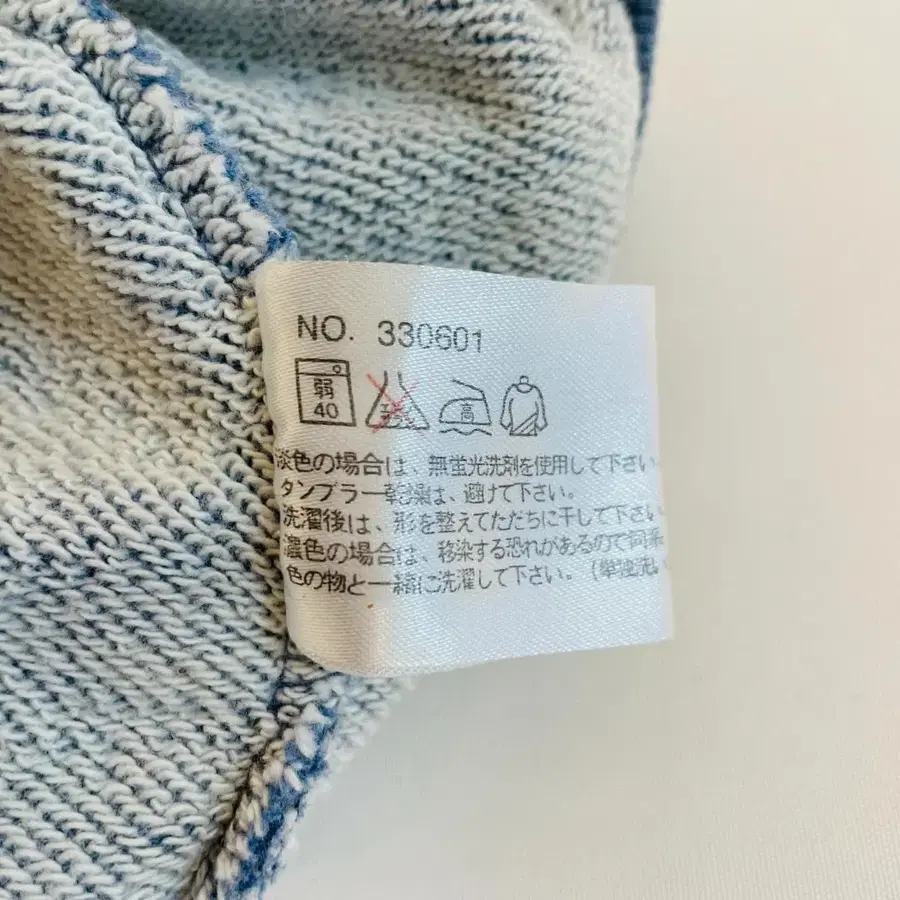 NO. 330601
弱 40 高
淡色の場合は、無蛍光洗剤を使用して下さい
タンブラー乾燥は、避けて下さい。
洗濯後は、形を整えてただちに干して下さい
濃色の場合は、移染する恐れがあるので同系
色の物と一緒に洗濯して下さい。(単独洗い